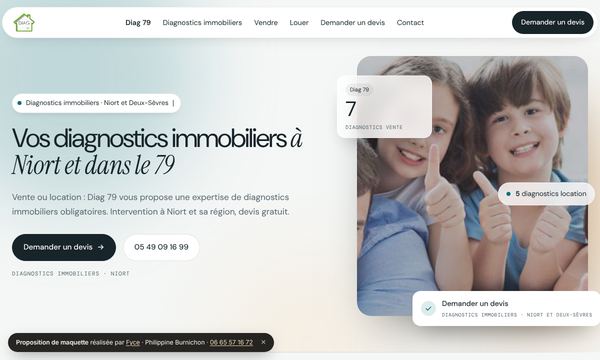 DIAG
Diag 79 Diagnostics immobiliers Vendre Louer Demander un devis Contact Demander un devis
Diagnostics immobiliers · Niort et Deux-Sèvres |
Vos diagnostics immobiliers à
Niort et dans le 79
Vente ou location : Diag 79 vous propose une expertise de diagnostics
immobiliers obligatoires. Intervention à Niort et sa région, devis gratuit.
Demander un devis → 05 49 09 16 99
DIAGNOSTICS IMMOBILIERS · NIORT
Diag 79
7
DIAGNOSTICS VENTE
5 diagnostics location
Demander un devis
DIAGNOSTICS IMMOBILIERS · NIORT ET DEUX-SÈVRES
Proposition de maquette réalisée par Fyce · Philippine Burnichon · 06 65 57 16 72 ×